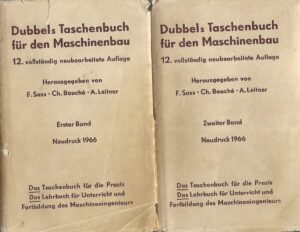 Dubbels Taschenbuch
für den Maschinenbau
12. vollständig neubearbeitete Auflage
Herausgegeben von
F. Sass - Ch. Bouché - A. Leitner
Erster Band
Neudruck 1966
Das Taschenbuch für die Praxis
Das Lehrbuch für Unterricht und
Fortbildung des Maschineningenieurs
Dubbels Taschenbuch
für den Maschinenbau
12. vollständig neubearbeitete Auflage
Herausgegeben von
F. Sass - Ch. Bouché - A. Leitner
Zweiter Band
Neudruck 1966
Das Taschenbuch für die Praxis
Das Lehrbuch für Unterricht und
Fortbildung des Maschineningenieurs